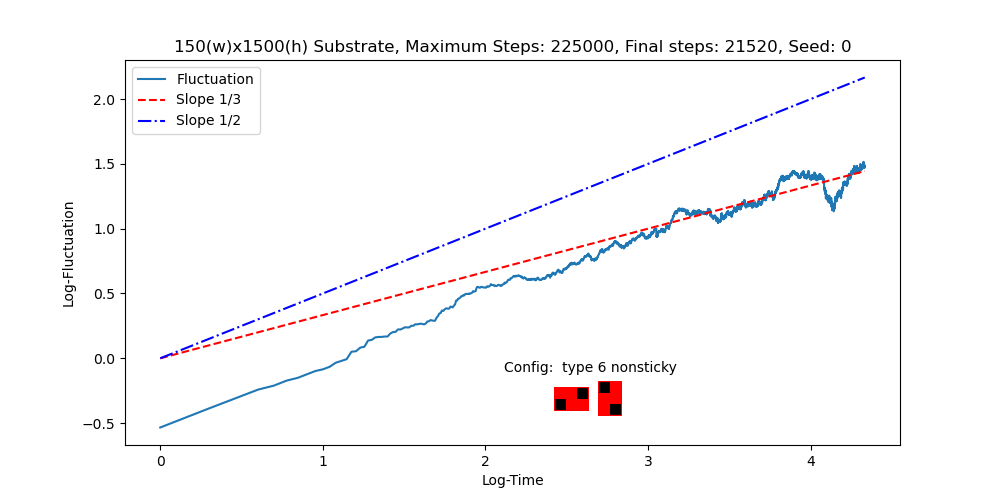 150(w)x1500(h) Substrate, Maximum Steps: 225000, Final steps: 21520, Seed: 0
Fluctuation
Slope 1/3
Slope 1/2
2.0
1.5
1.0
0.5
0.0
−0.5
Log-Fluctuation
Config:  type 6 nonsticky
0 1 2 3 4
Log-Time